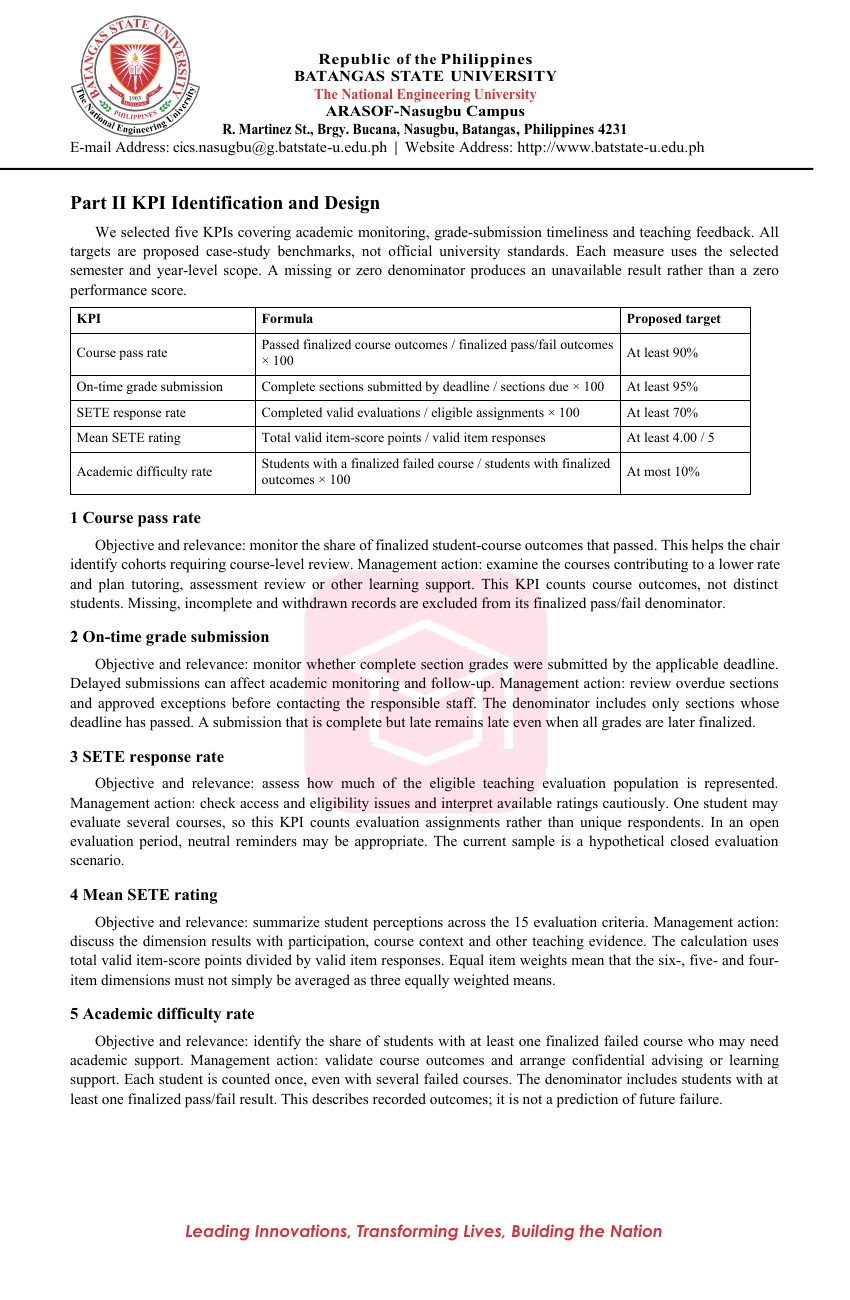 BATANGAS STATE UNIVERSITY
1903
PHILIPPINES
The National Engineering University
Republic of the Philippines
BATANGAS STATE UNIVERSITY
The National Engineering University
ARASOF-Nasugbu Campus
R. Martinez St., Brgy. Bucana, Nasugbu, Batangas, Philippines 4231
E-mail Address: cics.nasugbu@g.batstate-u.edu.ph | Website Address: http://www.batstate-u.edu.ph
Part II KPI Identification and Design
We selected five KPIs covering academic monitoring, grade-submission timeliness and teaching feedback. All
targets are proposed case-study benchmarks, not official university standards. Each measure uses the selected
semester and year-level scope. A missing or zero denominator produces an unavailable result rather than a zero
performance score.
KPI Formula Proposed target
Course pass rate Passed finalized course outcomes / finalized pass/fail outcomes
× 100 At least 90%
On-time grade submission Complete sections submitted by deadline / sections due × 100 At least 95%
SETE response rate Completed valid evaluations / eligible assignments × 100 At least 70%
Mean SETE rating Total valid item-score points / valid item responses At least 4.00 / 5
Academic difficulty rate Students with a finalized failed course / students with finalized
outcomes × 100 At most 10%
1 Course pass rate
Objective and relevance: monitor the share of finalized student-course outcomes that passed. This helps the chair
identify cohorts requiring course-level review. Management action: examine the courses contributing to a lower rate
and plan tutoring, assessment review or other learning support. This KPI counts course outcomes, not distinct
students. Missing, incomplete and withdrawn records are excluded from its finalized pass/fail denominator.
2 On-time grade submission
Objective and relevance: monitor whether complete section grades were submitted by the applicable deadline.
Delayed submissions can affect academic monitoring and follow-up. Management action: review overdue sections
and approved exceptions before contacting the responsible staff. The denominator includes only sections whose
deadline has passed. A submission that is complete but late remains late even when all grades are later finalized.
3 SETE response rate
Objective and relevance: assess how much of the eligible teaching evaluation population is represented.
Management action: check access and eligibility issues and interpret available ratings cautiously. One student may
evaluate several courses, so this KPI counts evaluation assignments rather than unique respondents. In an open
evaluation period, neutral reminders may be appropriate. The current sample is a hypothetical closed evaluation
scenario.
4 Mean SETE rating
Objective and relevance: summarize student perceptions across the 15 evaluation criteria. Management action:
discuss the dimension results with participation, course context and other teaching evidence. The calculation uses
total valid item-score points divided by valid item responses. Equal item weights mean that the six-, five- and four-
item dimensions must not simply be averaged as three equally weighted means.
5 Academic difficulty rate
Objective and relevance: identify the share of students with at least one finalized failed course who may need
academic support. Management action: validate course outcomes and arrange confidential advising or learning
support. Each student is counted once, even with several failed courses. The denominator includes students with at
least one finalized pass/fail result. This describes recorded outcomes; it is not a prediction of future failure.
Leading Innovations, Transforming Lives, Building the Nation